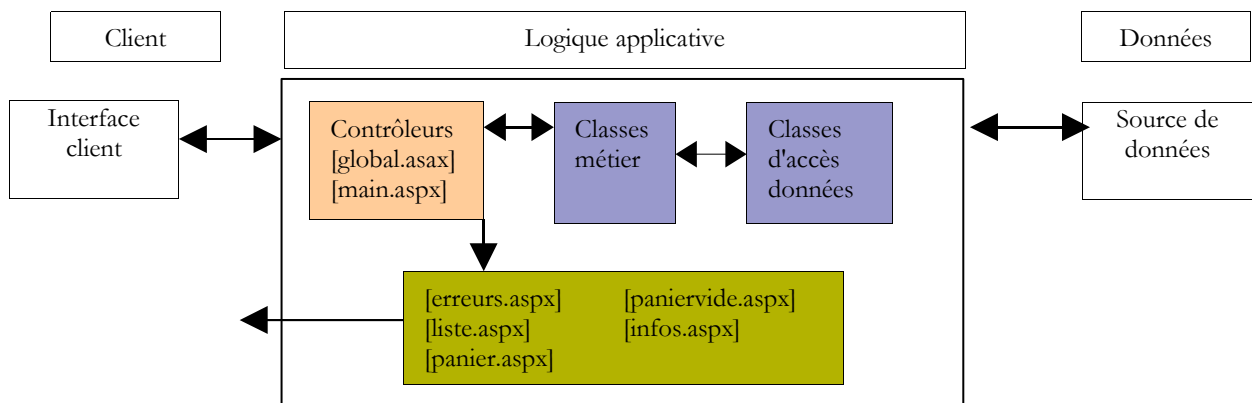 Client
Logique applicative
Données
Interface
client
Contrôleurs
[global.asax]
[main.aspx]
Classes
métier
Classes
d'accès
données
Source de
données
[erreurs.aspx]
[liste.aspx]
[panier.aspx]
[paniervide.aspx]
[infos.aspx]